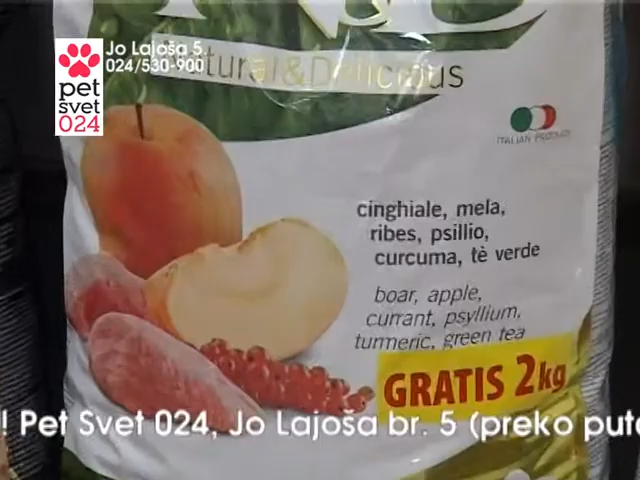 Jo Lajoša 5.
024/530-900
pet
svet
024
Natural&Delicious
ITALIAN PRODUCT
cinghiale, mela,
ribes, psillio,
curcuma, tè verde
boar, apple,
currant, psyllium,
turmeric, green tea
GRATIS 2kg
! Pet Svet 024, Jo Lajoša br. 5 (preko puta